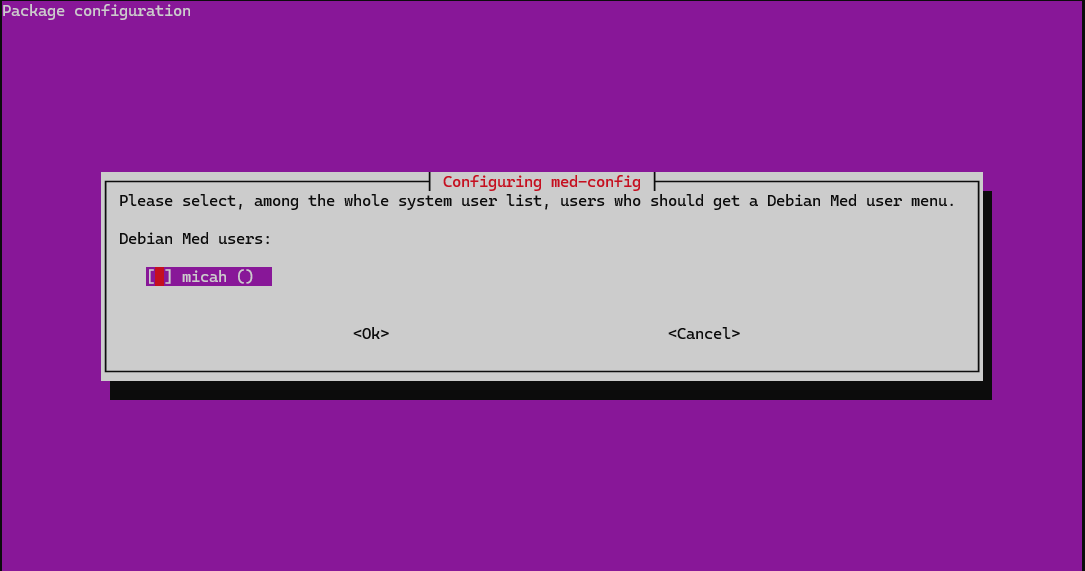 Package configuration
Configuring med-config
Please select, among the whole system user list, users who should get a Debian Med user menu.
Debian Med users:
[ ] micah ()
<Ok> <Cancel>